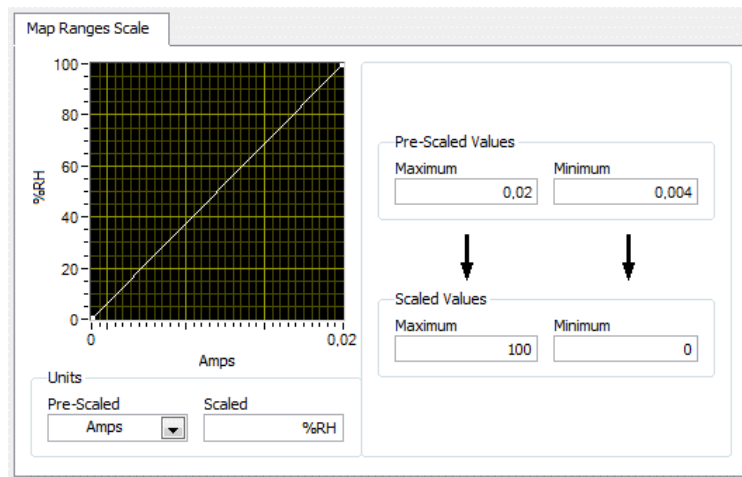 Map Ranges Scale
100
80
60
40
20
0
%RH
0
0,02
Amps
Units
Pre-Scaled
Scaled
Amps
%RH
Pre-Scaled Values
Maximum
Minimum
0,02
0,004
Scaled Values
Maximum
Minimum
100
0